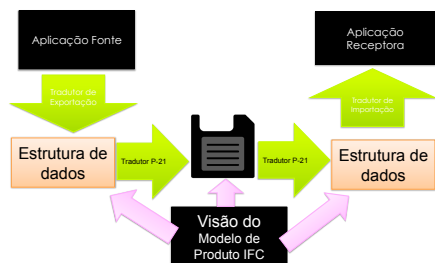 Aplicação Fonte
Aplicação
Receptora
Tradutor de
Exportação
Tradutor de
Importação
Estrutura de
dados
Tradutor P-21
Tradutor P-21
Estrutura de
dados
Visão do
Modelo de
Produto IFC